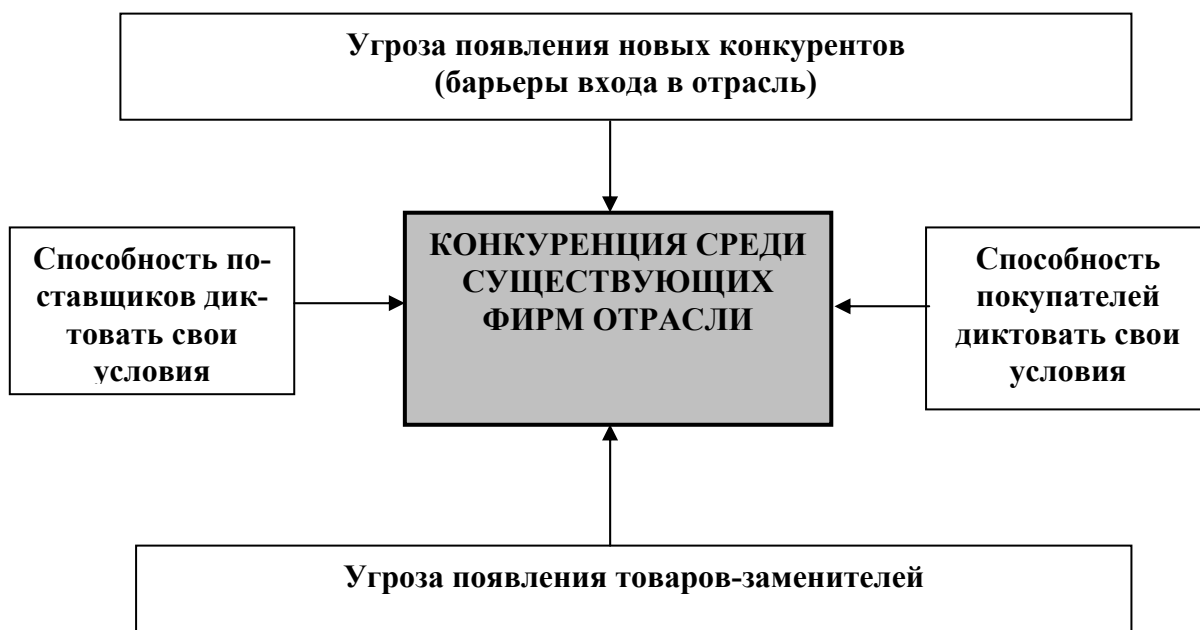 Угроза появления новых конкурентов
(барьеры входа в отрасль)
Способность по-
ставщиков дик-
товать свои
условия
КОНКУРЕНЦИЯ СРЕДИ
СУЩЕСТВУЮЩИХ
ФИРМ ОТРАСЛИ
Способность
покупателей
диктовать свои
условия
Угроза появления товаров-заменителей